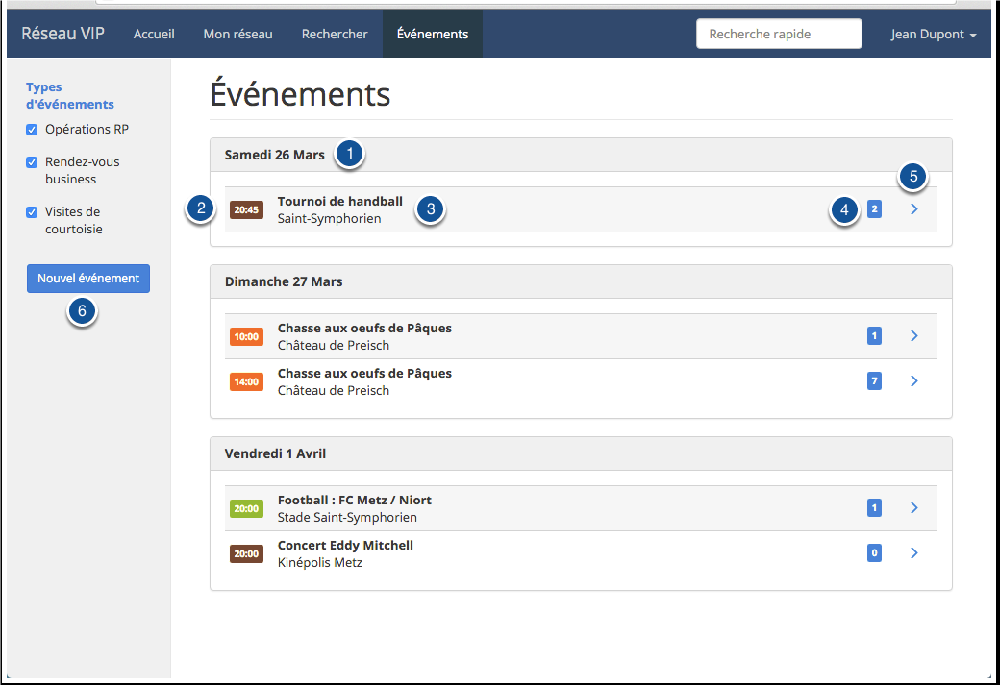 Réseau VIP Accueil Mon réseau Rechercher Événements Recherche rapide Jean Dupont
Types
d'événements
Opérations RP
Rendez-vous
business
Visites de
courtoisie
Nouvel événement
6
Événements
Samedi 26 Mars 1
5
2 20:45 Tournoi de handball 3 4 2
Saint-Symphorien
Dimanche 27 Mars
10:00 Chasse aux oeufs de Pâques 1
Château de Preisch
14:00 Chasse aux oeufs de Pâques 7
Château de Preisch
Vendredi 1 Avril
20:00 Football : FC Metz / Niort 1
Stade Saint-Symphorien
20:00 Concert Eddy Mitchell 0
Kinépolis Metz